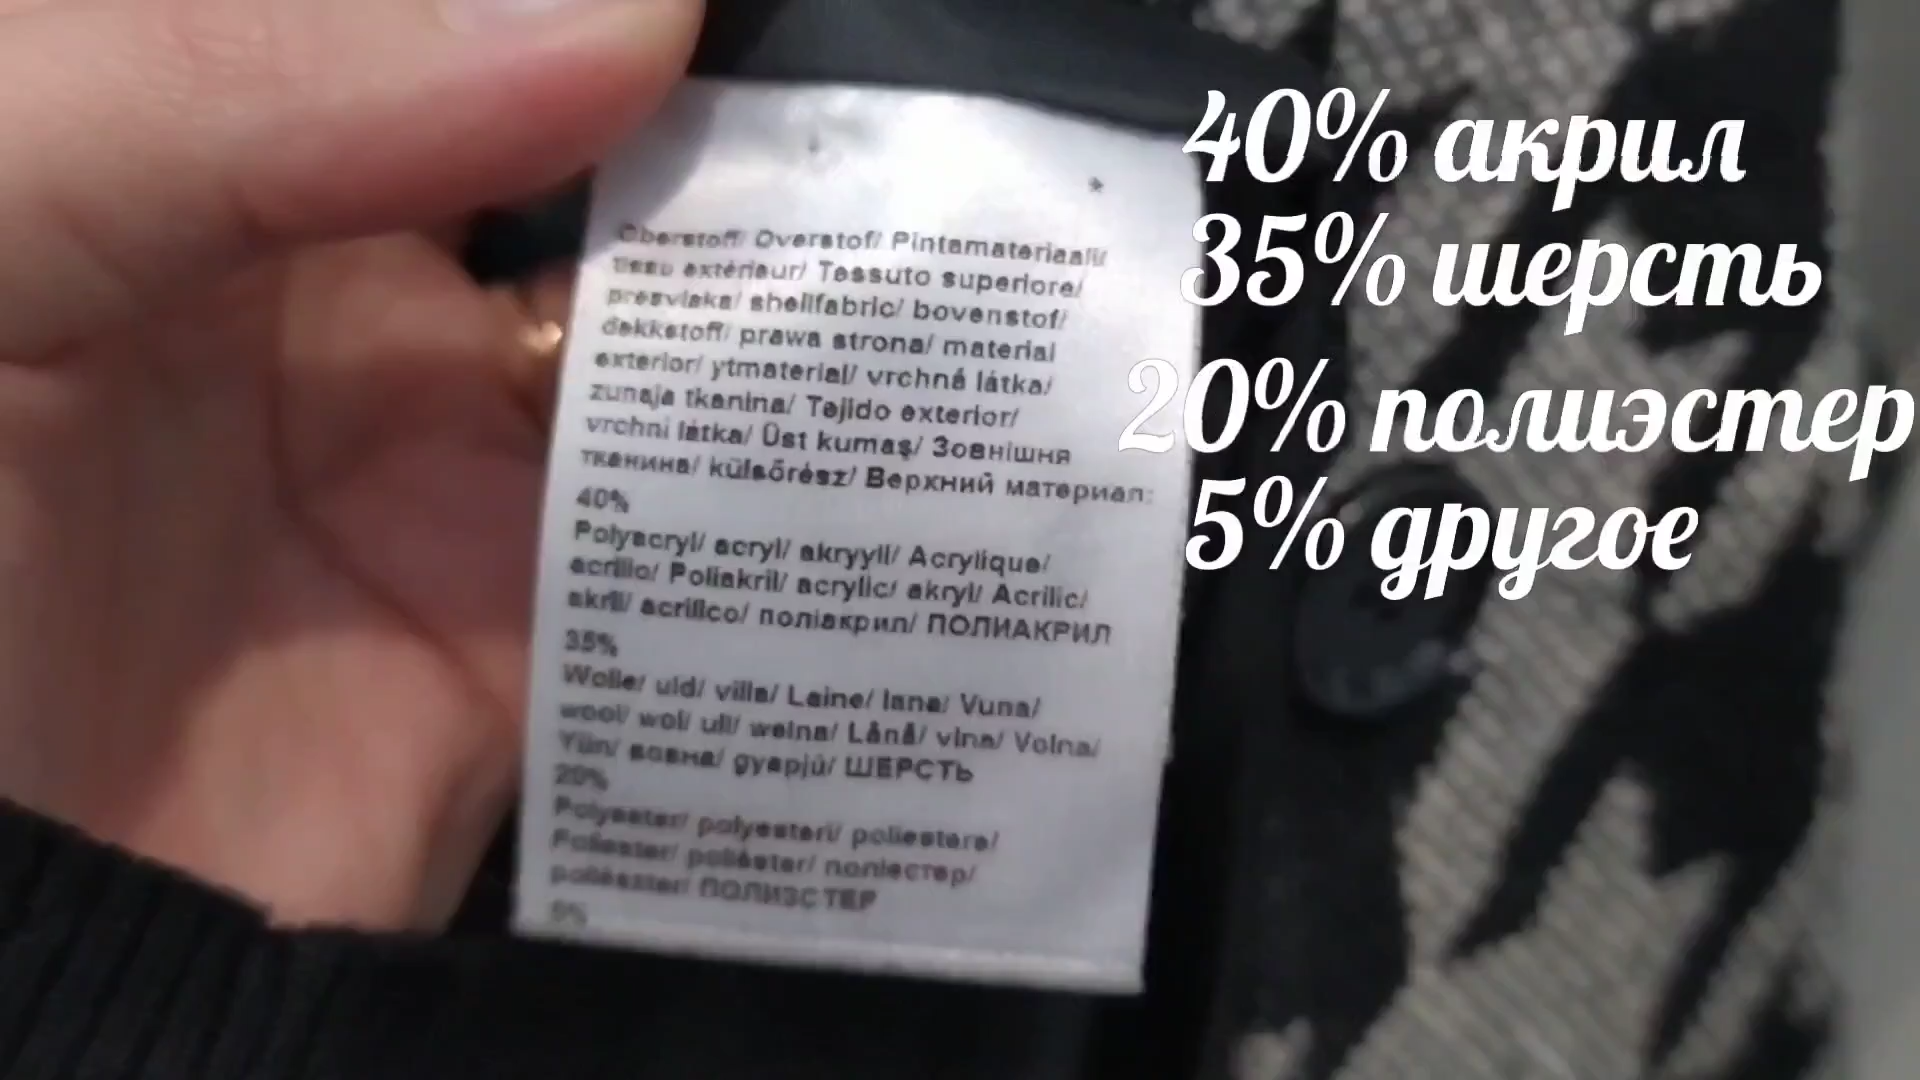 Oberstoff/ Overstof/ Pintamateriaali/
tissu extérieur/ Tessuto superiore/
presvlaka/ shellfabric/ bovenstof/
dekkstoff/ prawa strona/ material
exterior/ ytmaterial/ vrchná látka/
zunaja tkanina/ Tejido exterior/
vrchni látka/ Üst kumaş/ Зовнішня
тканина/ külsőrész/ Верхний материал:
40%
Polyacryl/ acryl/ akryyli/ Acrylique/
acrilio/ Poliakril/ acrylic/ akryl/ Acrilic/
akril/ acrilico/ поліакрил/ ПОЛИАКРИЛ
35%
Wolle/ uld/ villa/ Laine/ lana/ Vuna/
wool/ wol/ ull/ welna/ Lână/ vlna/ Volna/
Yün/ вовна/ gyapjú/ ШЕРСТЬ
20%
Polyester/ polyesteri/ poliestere/
Poliester/ poliéster/ поліестер/
poliészter/ ПОЛИЭСТЕР
5%
40% акрил
35% шерсть
20% полиэстер
5% другое